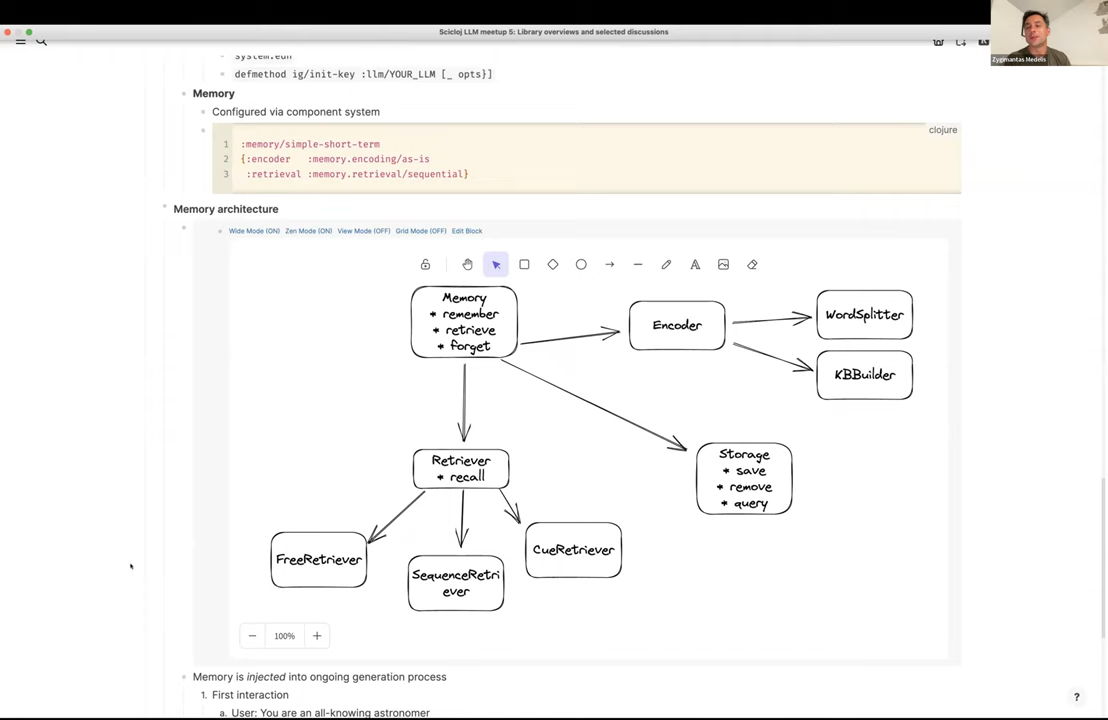 Scicloj LLM meetup 5: Library overviews and selected discussions
Zygimantas Medelis
system.edn
defmethod ig/init-key :llm/YOUR_LLM [_ opts}]
Memory
Configured via component system
clojure
1 :memory/simple-short-term
2 {:encoder :memory.encoding/as-is
3 :retrieval :memory.retrieval/sequential}
Memory architecture
Wide Mode (ON) Zen Mode (ON) View Mode (OFF) Grid Mode (OFF) Edit Block
Memory
* remember
* retrieve
* forget
Encoder
WordSplitter
KBBuilder
Retriever
* recall
Storage
* save
* remove
* query
FreeRetriever
SequenceRetri
ever
CueRetriever
100%
Memory is injected into ongoing generation process
1. First interaction
a. User: You are an all-knowing astronomer
?